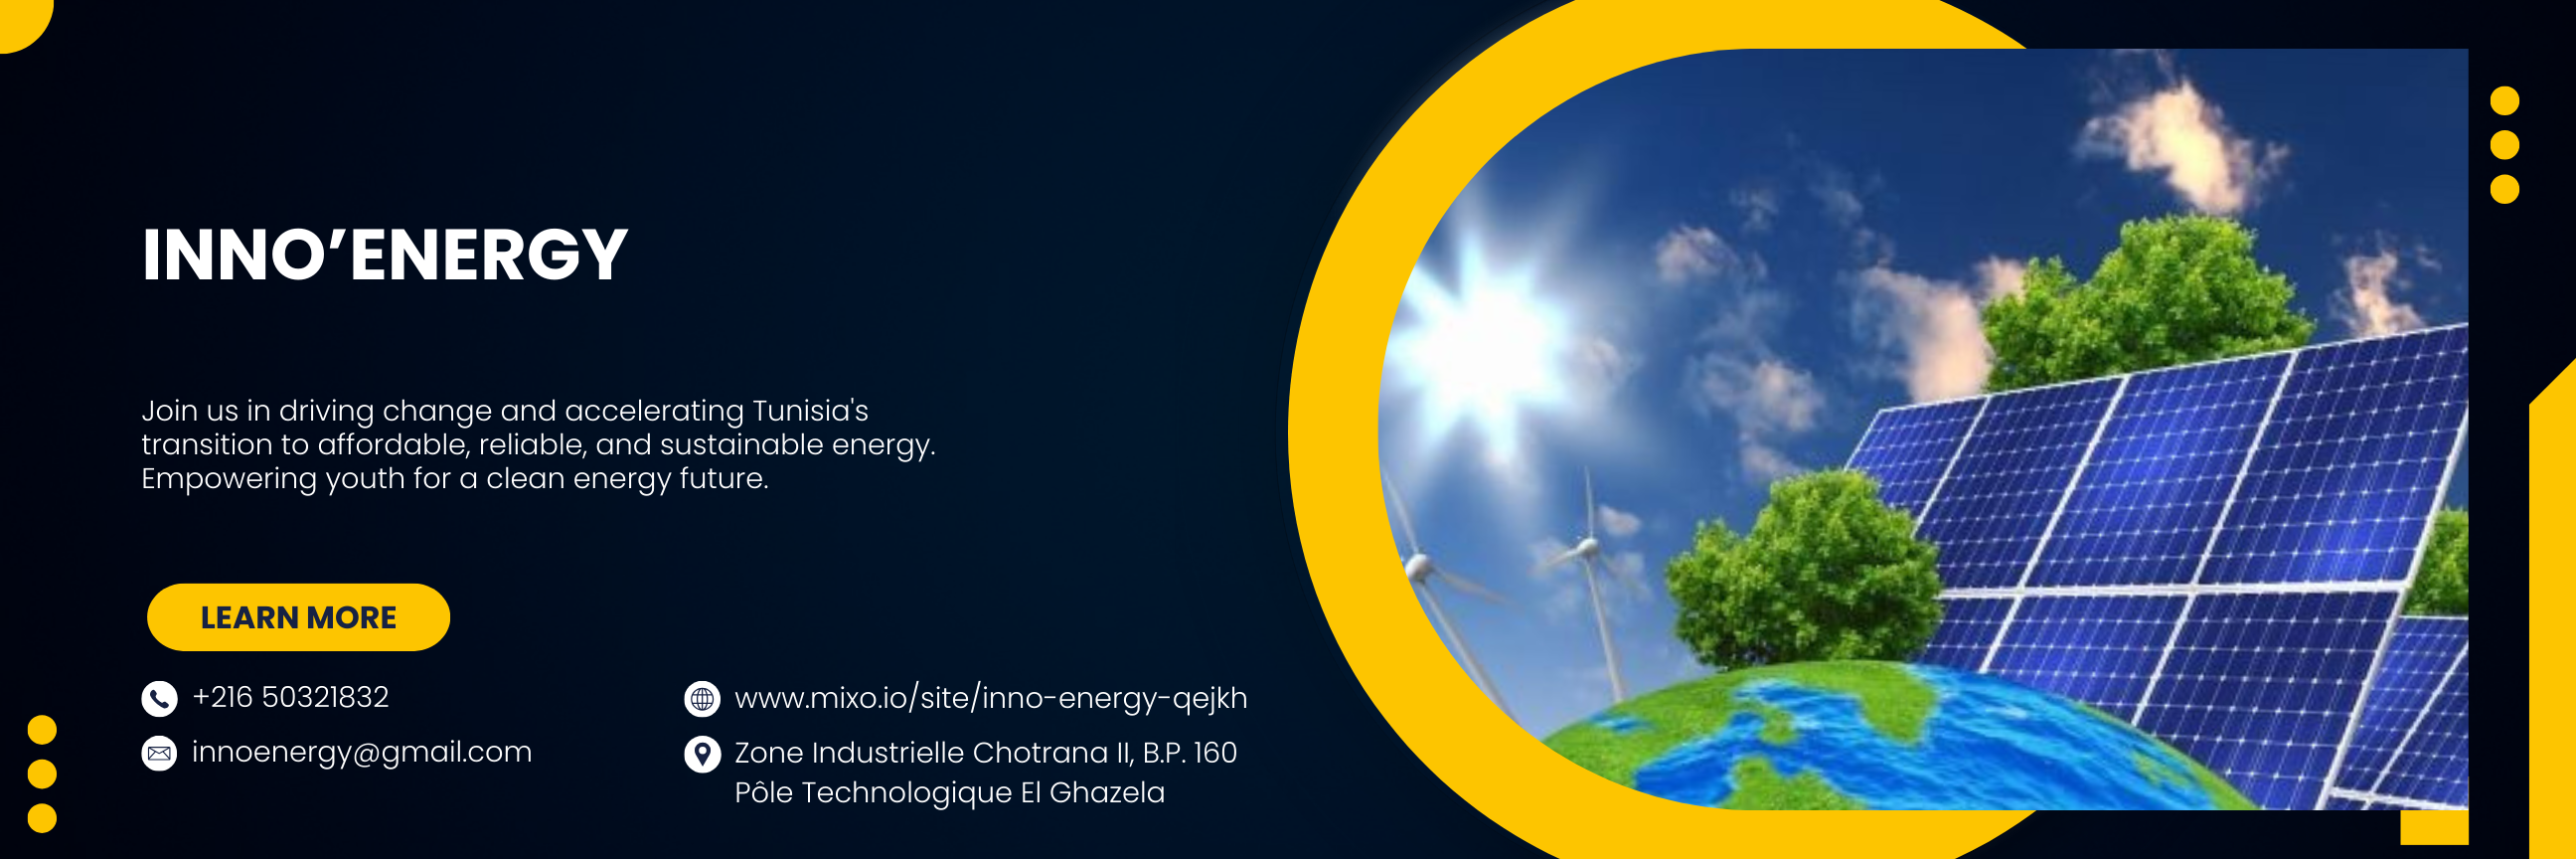 INNO’ENERGY
Join us in driving change and accelerating Tunisia's
transition to affordable, reliable, and sustainable energy.
Empowering youth for a clean energy future.
LEARN MORE
+216 50321832
innoenergy@gmail.com
www.mixo.io/site/inno-energy-qejkh
Zone Industrielle Chotrana II, B.P. 160
Pôle Technologique El Ghazela